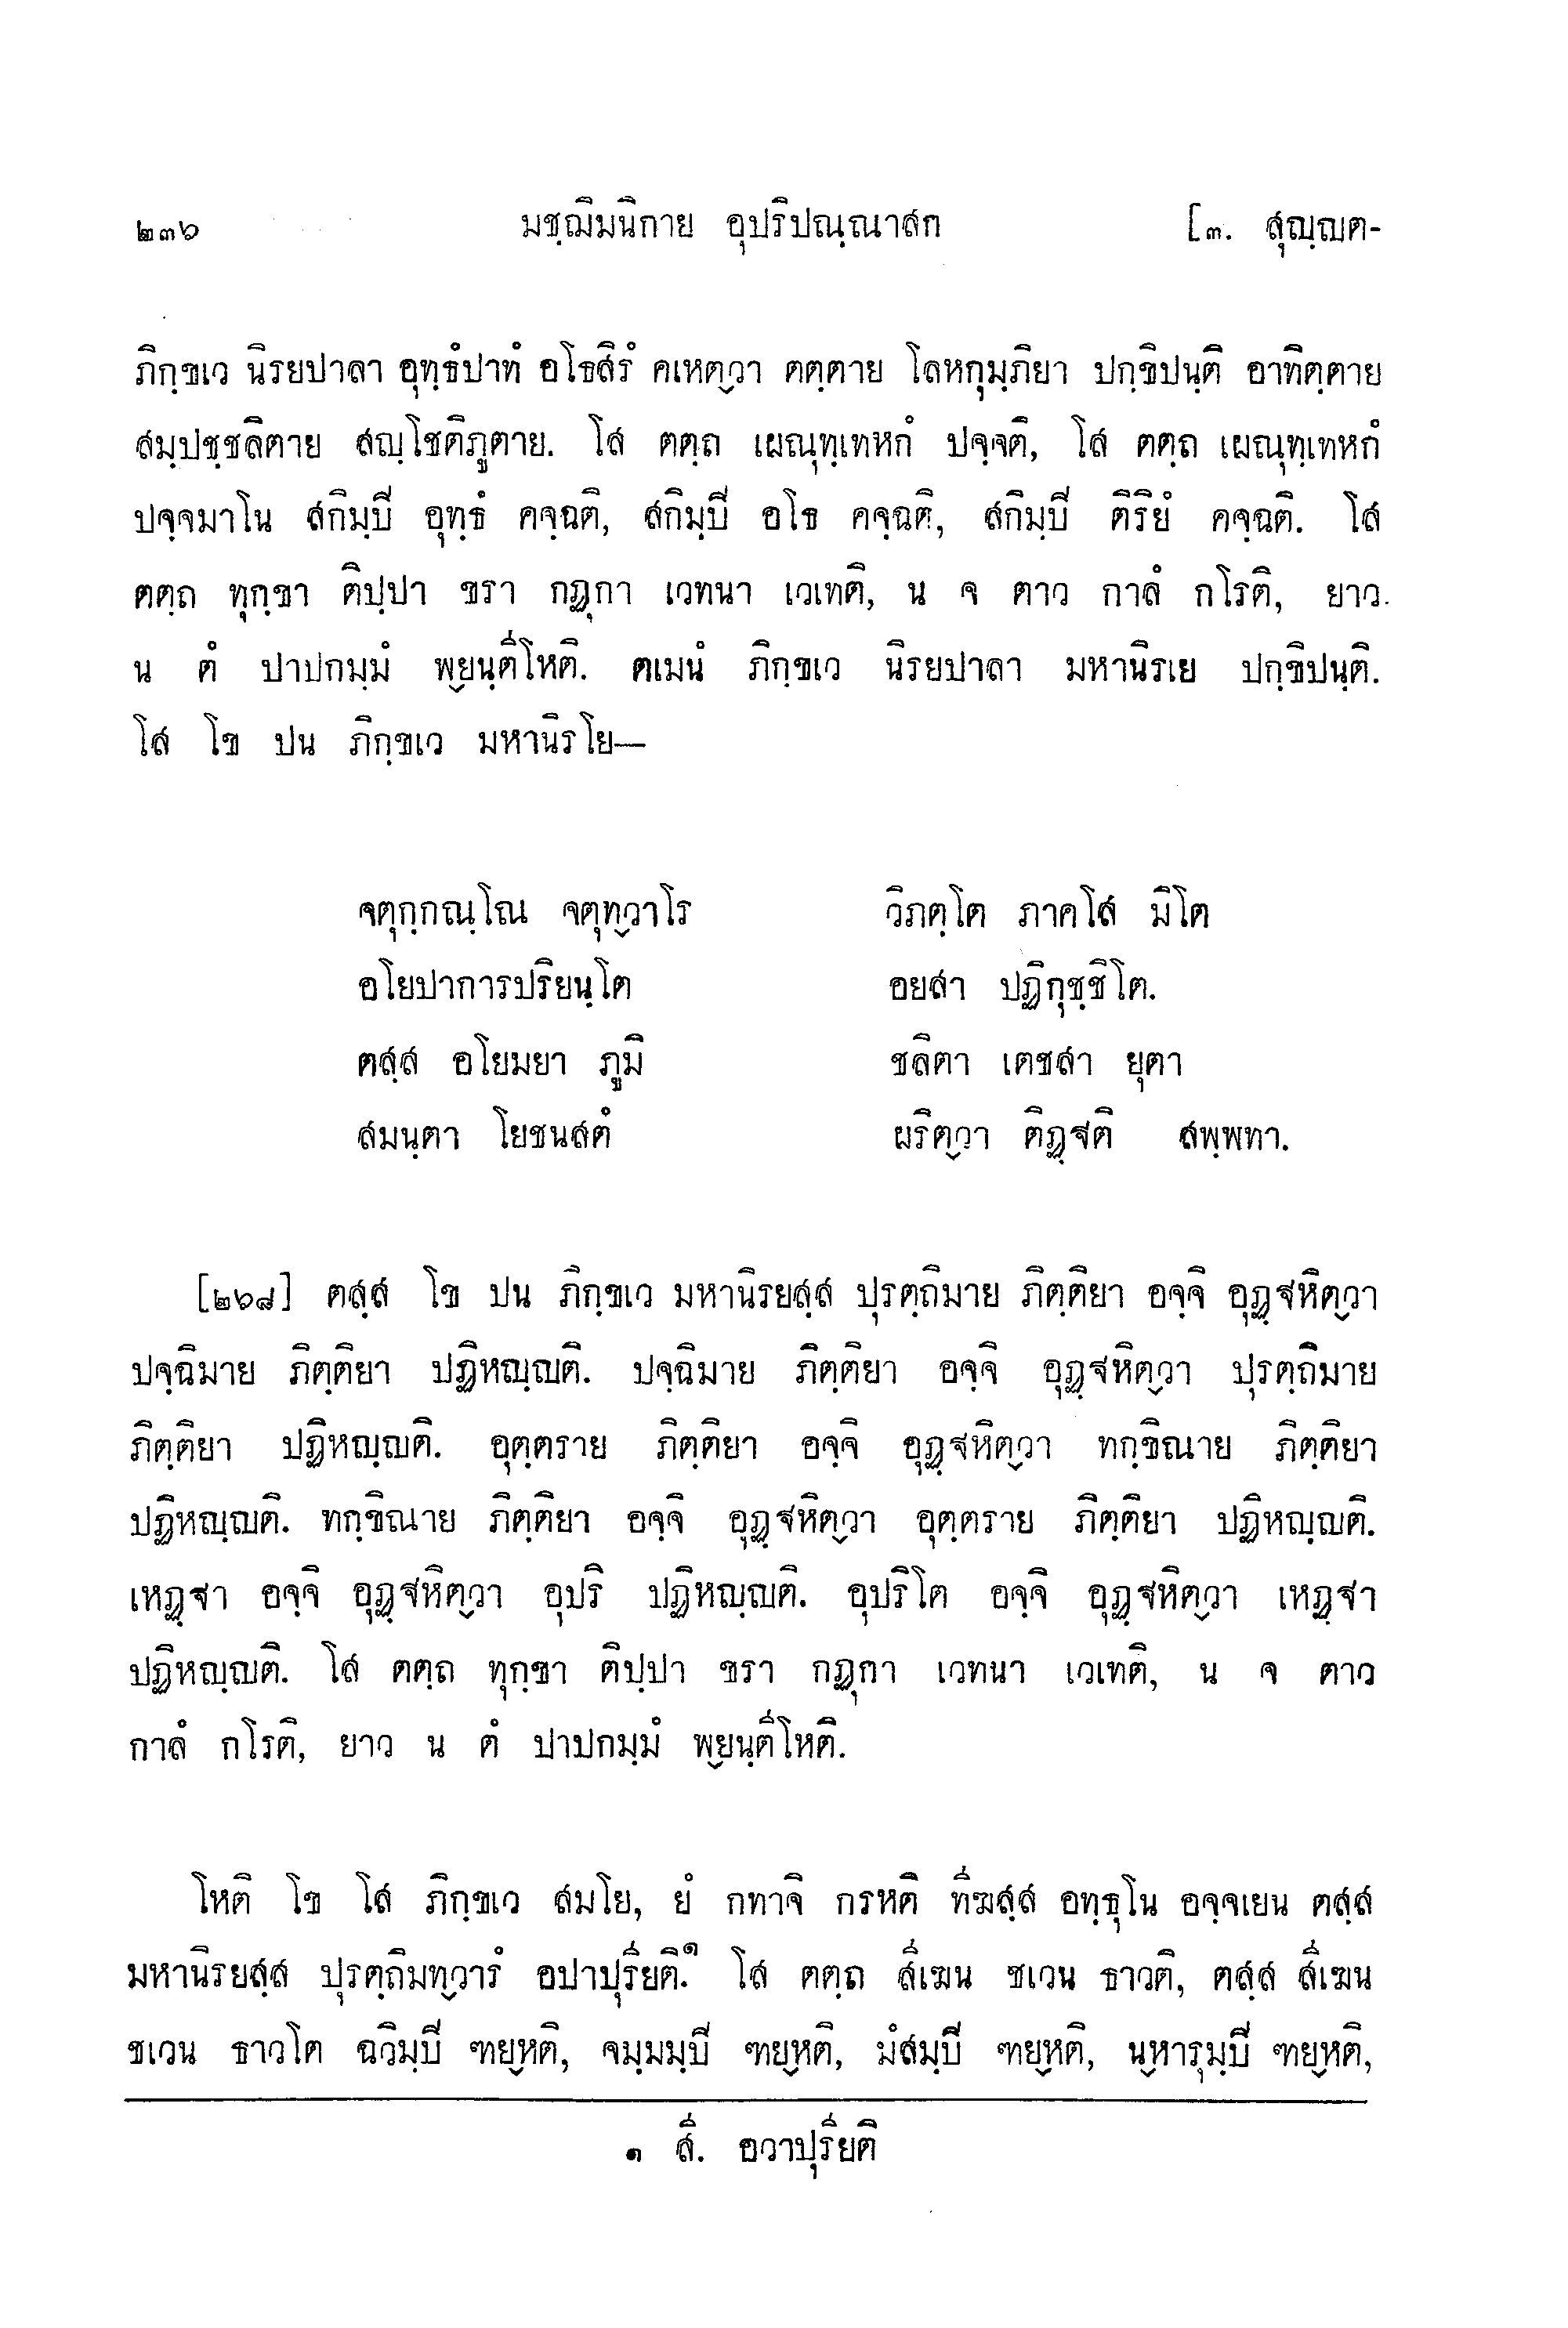 ๒๓๖ มชฺฌิมนิกาย อุปริปณฺณาสก [๓. สุญฺญต-
ภิกฺขเว นิรยปาลา อุทฺธํปาทํ อโธสิรํ คเหตฺวา ตตฺตาย โลหกุมฺภิยา ปกฺขิปนฺติ อาทิตฺตาย
สมฺปชฺชลิตาย สญฺโชติภูตาย. โส ตตฺถ เผณุทฺเทหกํ ปจฺจติ, โส ตตฺถ เผณุทฺเทหกํ
ปจฺจมาโน สกิมฺปิ อุทฺธํ คจฺฉติ, สกิมฺปิ อโธ คจฺฉติ, สกิมฺปิ ติริยํ คจฺฉติ. โส
ตตฺถ ทุกฺขา ติปฺปา ขรา กฏุกา เวทนา เวเทติ, น จ ตาว กาลํ กโรติ, ยาว
น ตํ ปาปกมฺมํ พฺยนฺตีโหติ. ตเมนํ ภิกฺขเว นิรยปาลา มหานิรเย ปกฺขิปนฺติ.
โส โข ปน ภิกฺขเว มหานิรโย—
จตุกฺกณฺโณ จตุทฺวาโร วิภตฺโต ภาคโส มิโต
อโยปาการปริยนฺโต อยสา ปฏิกุชฺชิโต.
ตสฺส อโยมยา ภูมิ ชลิตา เตชสา ยุตา
สมนฺตา โยชนสตํ ผริตฺวา ติฏฺฐติ สพฺพทา.
[๒๖๘] ตสฺส โข ปน ภิกฺขเว มหานิรยสฺส ปุรตฺถิมาย ภิตฺติยา อจฺจิ อุฏฺฐหิตฺวา
ปจฺฉิมาย ภิตฺติยา ปฏิหญฺญติ. ปจฺฉิมาย ภิตฺติยา อจฺจิ อุฏฺฐหิตฺวา ปุรตฺถิมาย
ภิตฺติยา ปฏิหญฺญติ. อุตฺตราย ภิตฺติยา อจฺจิ อุฏฺฐหิตฺวา ทกฺขิณาย ภิตฺติยา
ปฏิหญฺญติ. ทกฺขิณาย ภิตฺติยา อจฺจิ อุฏฺฐหิตฺวา อุตฺตราย ภิตฺติยา ปฏิหญฺญติ.
เหฏฺฐา อจฺจิ อุฏฺฐหิตฺวา อุปริ ปฏิหญฺญติ. อุปริโต อจฺจิ อุฏฺฐหิตฺวา เหฏฺฐา
ปฏิหญฺญติ. โส ตตฺถ ทุกฺขา ติปฺปา ขรา กฏุกา เวทนา เวเทติ, น จ ตาว
กาลํ กโรติ, ยาว น ตํ ปาปกมฺมํ พฺยนฺตีโหติ.
โหติ โข โส ภิกฺขเว สมโย, ยํ กทาจิ กรหจิ ทีฆสฺส อทฺธุโน อจฺจเยน ตสฺส
มหานิรยสฺส ปุรตฺถิมทฺวารํ อปาปุรียติ.๑ โส ตตฺถ สีเฆน ชเวน ธาวติ, ตสฺส สีเฆน
ชเวน ธาวโต ฉวิมฺปิ ฑยฺหติ, จมฺมมฺปิ ฑยฺหติ, มํสมฺปิ ฑยฺหติ, นฺหารุมฺปิ ฑยฺหติ,
๑ สี. อวาปุรียติ